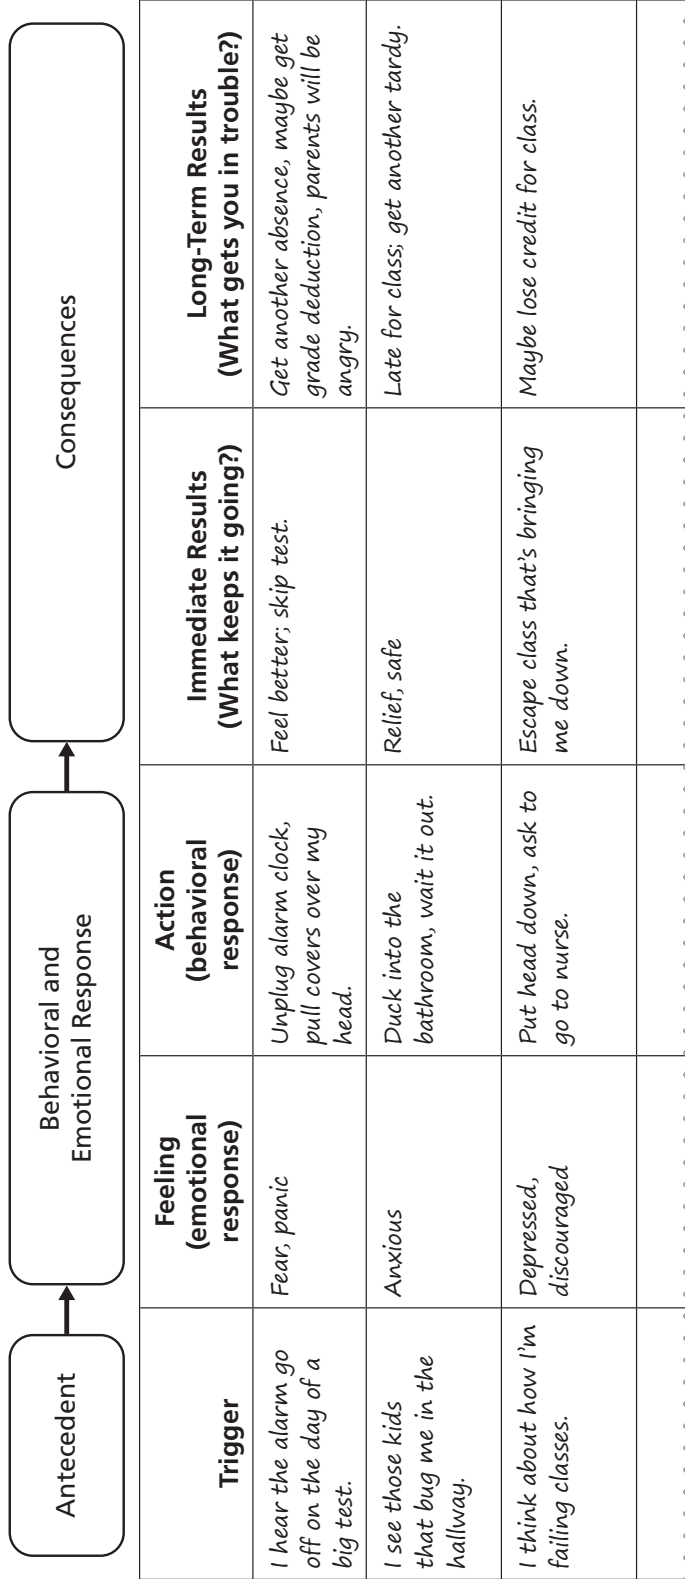 Antecedent
Behavioral and
Emotional Response
Consequences
Trigger
Feeling
(emotional
response)
Action
(behavioral
response)
Immediate Results
(What keeps it going?)
Long-Term Results
(What gets you in trouble?)
I hear the alarm go
off on the day of a
big test.
Fear, panic
Unplug alarm clock,
pull covers over my
head.
Feel better; skip test.
Get another absence, maybe get
grade deduction, parents will be
angry.
I see those kids
that bug me in the
hallway.
Anxious
Duck into the
bathroom, wait it out.
Relief, safe
Late for class; get another tardy.
I think about how I'm
failing classes.
Depressed,
discouraged
Put head down, ask to
go to nurse.
Escape class that's bringing
me down.
Maybe lose credit for class.